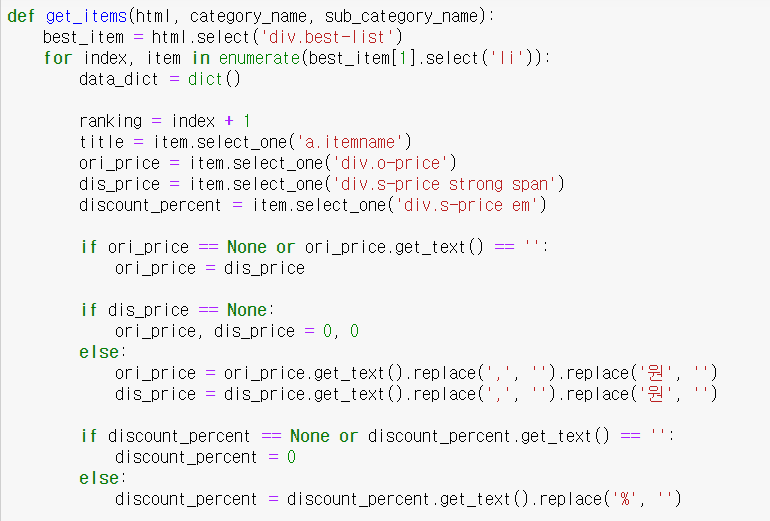 def get_items(html, category_name, sub_category_name):
    best_item = html.select('div.best-list')
    for index, item in enumerate(best_item[1].select('li')):
        data_dict = dict()

        ranking = index + 1
        title = item.select_one('a.itemname')
        ori_price = item.select_one('div.o-price')
        dis_price = item.select_one('div.s-price strong span')
        discount_percent = item.select_one('div.s-price em')

        if ori_price == None or ori_price.get_text() == '':
            ori_price = dis_price

        if dis_price == None:
            ori_price, dis_price = 0, 0
        else:
            ori_price = ori_price.get_text().replace(',', '').replace('원', '')
            dis_price = dis_price.get_text().replace(',', '').replace('원', '')

        if discount_percent == None or discount_percent.get_text() == '':
            discount_percent = 0
        else:
            discount_percent = discount_percent.get_text().replace('%', '')